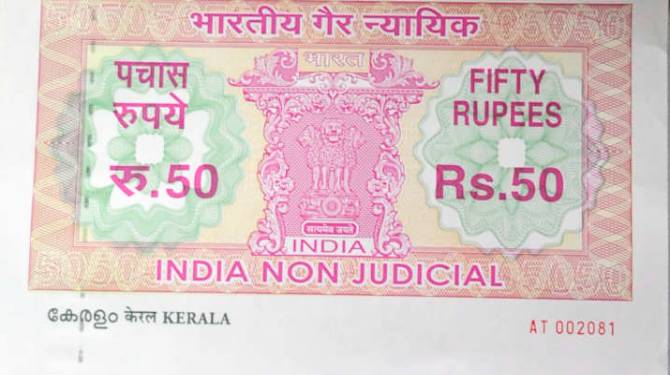 भारतीय गैर न्यायिक
भारत
पचास
रुपये
रु.50
FIFTY
RUPEES
Rs.50
सत्यमेव जयते
INDIA
INDIA NON JUDICIAL
കേരളം केरल KERALA
AT 002081